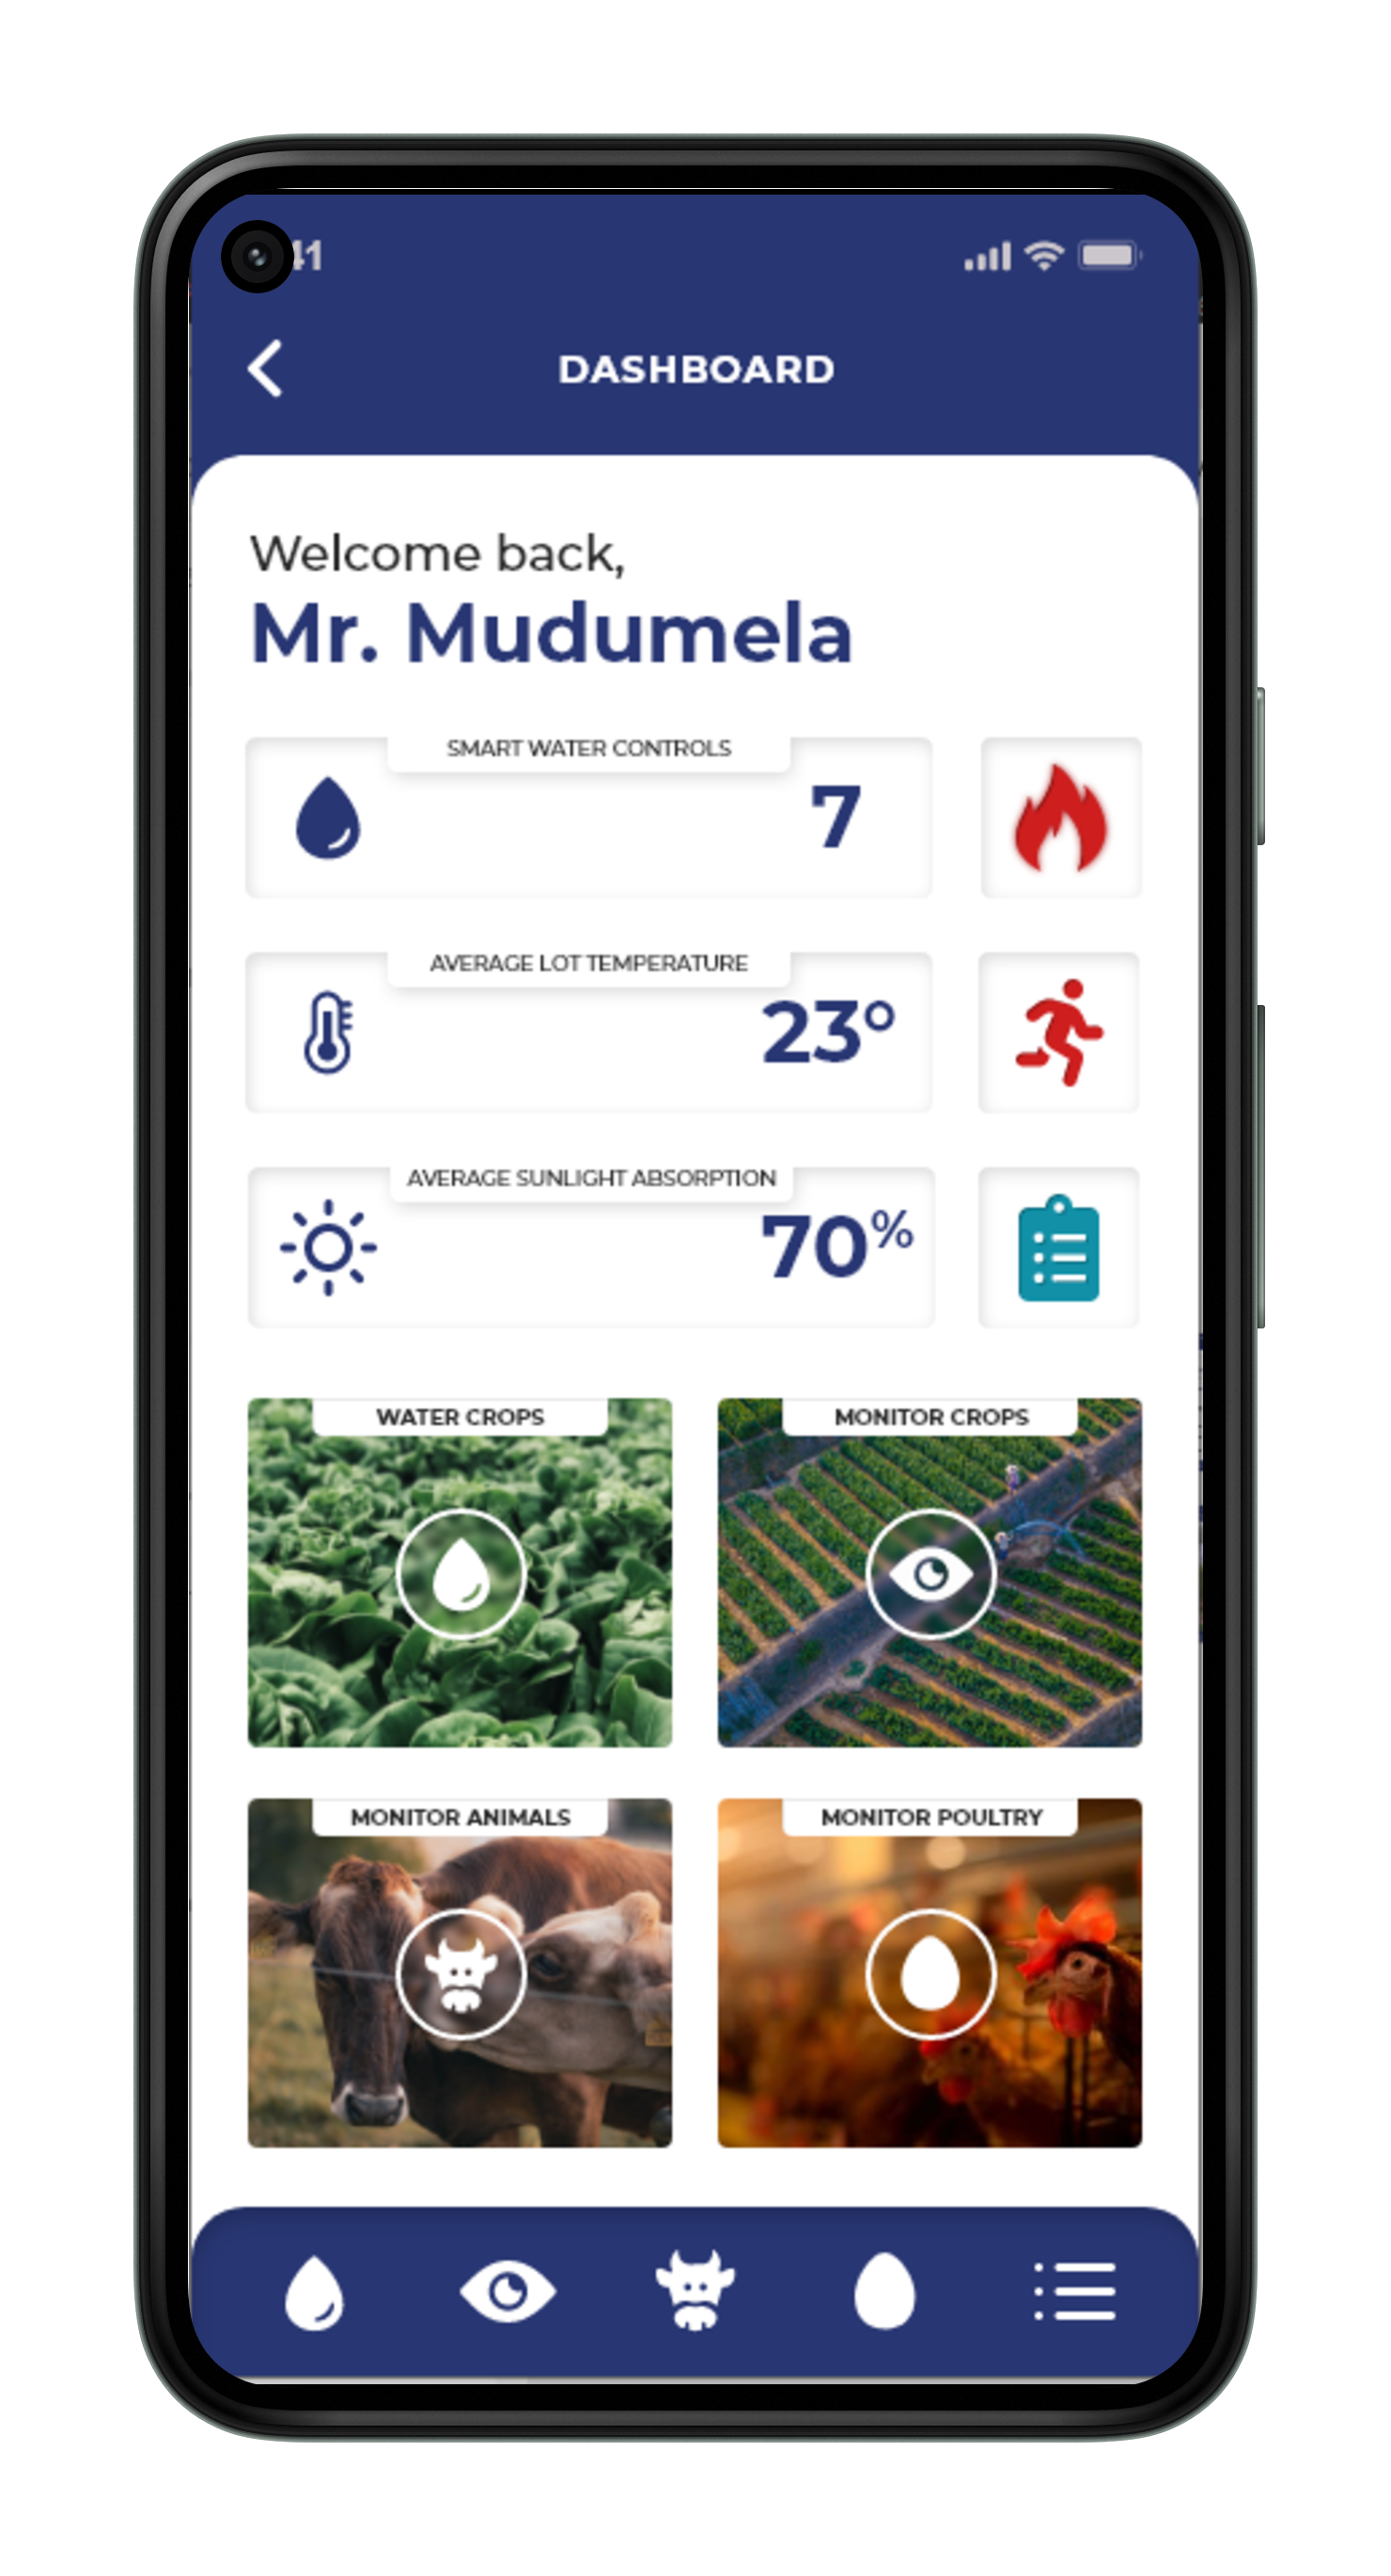 41
DASHBOARD
Welcome back,
Mr. Mudumela
SMART WATER CONTROLS
7
AVERAGE LOT TEMPERATURE
23°
AVERAGE SUNLIGHT ABSORPTION
70%
WATER CROPS
MONITOR CROPS
MONITOR ANIMALS
MONITOR POULTRY